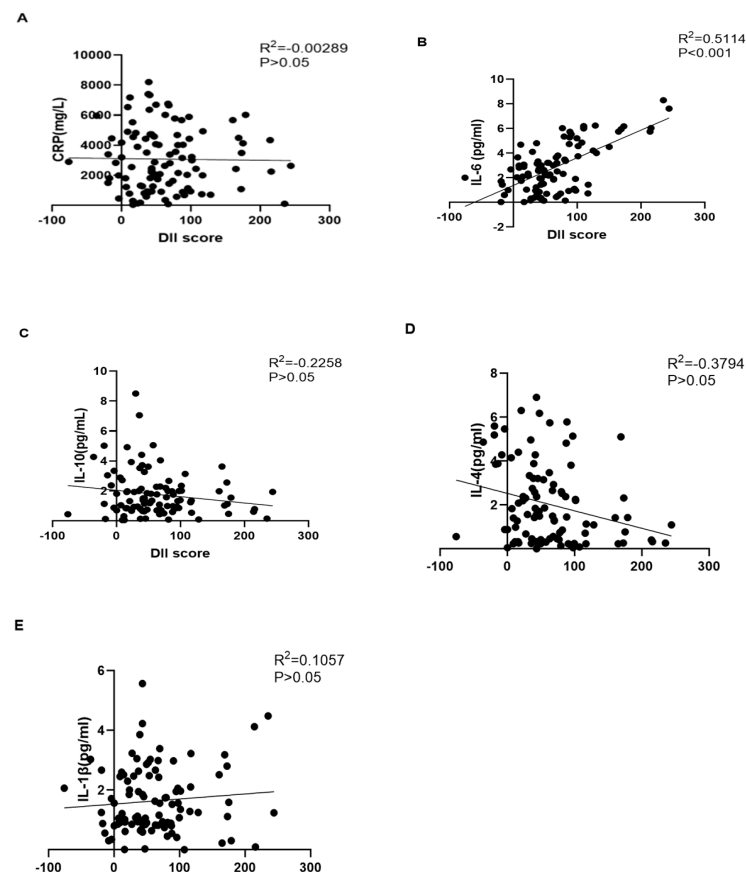 A
R²=-0.00289
P>0.05
CRP(mg/L)
10000
8000
6000
4000
2000
0
-100
0
100
200
300
DII score
B
R²=0.5114
P<0.001
IL-6 (pg/ml)
10
8
6
4
2
-2
-100
0
100
200
300
DII score
C
R²=-0.2258
P>0.05
IL-10(pg/mL)
10
8
6
4
2
0
-100
0
100
200
300
DII score
D
R²=-0.3794
P>0.05
IL-4(pg/ml)
8
6
4
2
-100
0
100
200
300
E
R²=0.1057
P>0.05
IL-1β(pg/ml)
6
4
2
-100
0
100
200
300